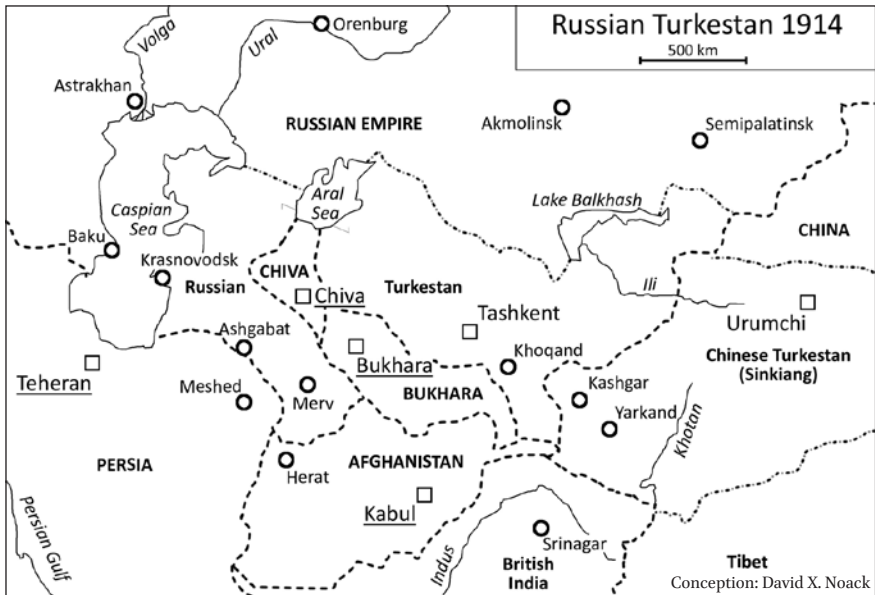 Russian Turkestan 1914
500 km
Volga
Ural
Orenburg
Astrakhan
RUSSIAN EMPIRE
Akmolinsk
Semipalatinsk
Aral
Sea
Lake Balkhash
Caspian
Sea
CHINA
Baku
Krasnovodsk
CHIVA
Russian
Turkestan
Ili
Chiva
Tashkent
Urumchi
Ashgabat
Bukhara
Khoqand
Chinese Turkestan
(Sinkiang)
Teheran
Meshed
Merv
BUKHARA
Kashgar
Yarkand
Khotan
PERSIA
Herat
AFGHANISTAN
Kabul
Persian Gulf
Indus
Srinagar
British
India
Tibet
Conception: David X. Noack